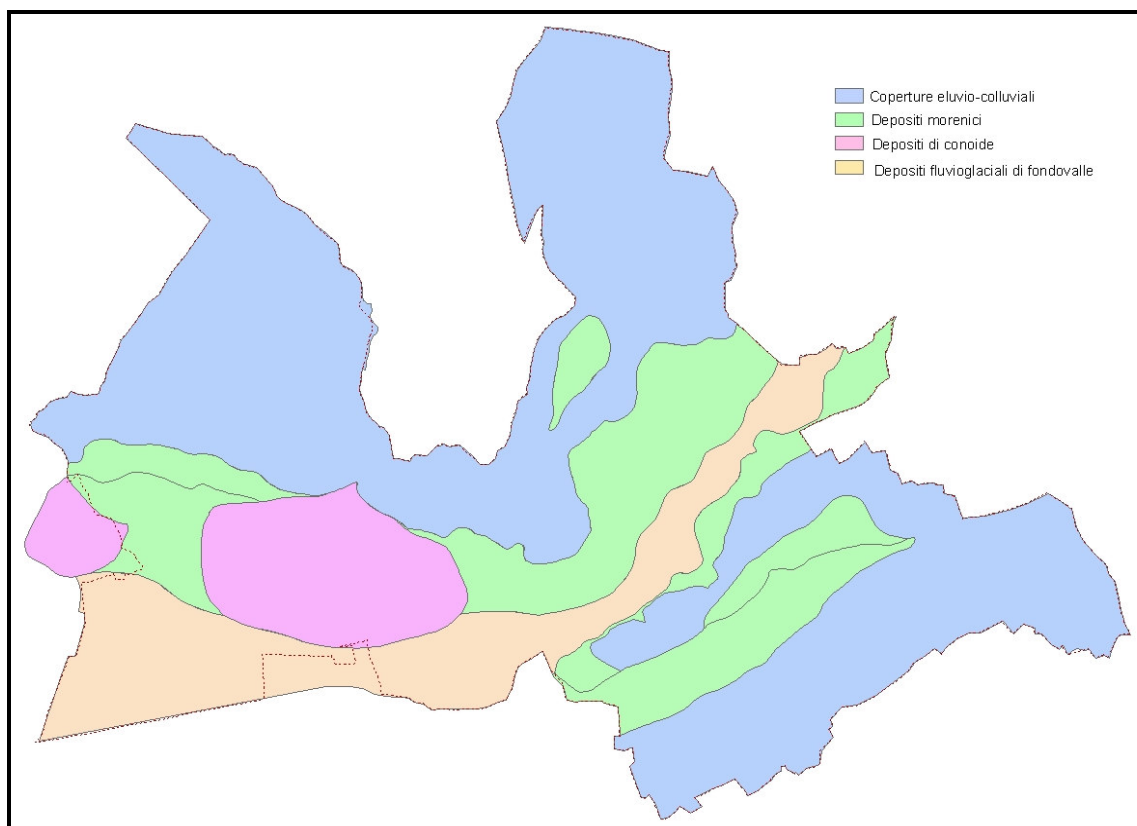 Coperture eluvio-colluviali
Depositi morenici
Depositi di conoide
Depositi fluvioglaciali di fondovalle